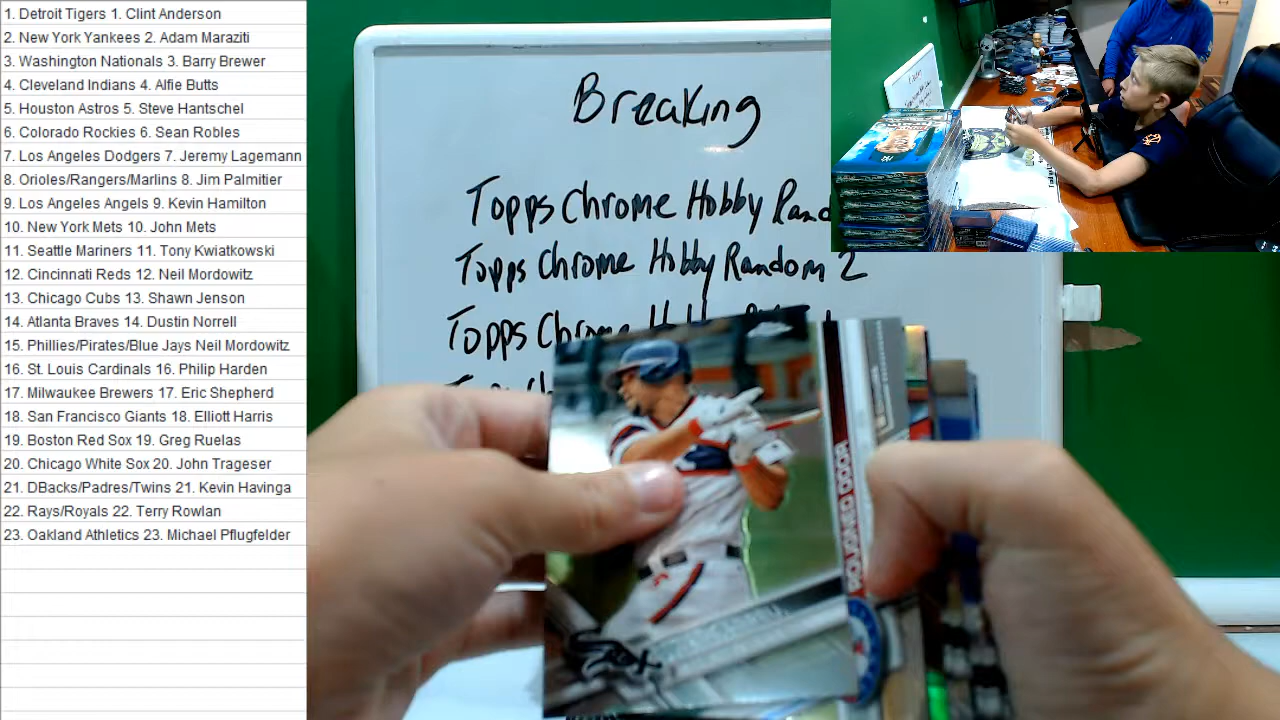 1. Detroit Tigers 1. Clint Anderson
2. New York Yankees 2. Adam Maraziti
3. Washington Nationals 3. Barry Brewer
4. Cleveland Indians 4. Alfie Butts
5. Houston Astros 5. Steve Hantschel
6. Colorado Rockies 6. Sean Robles
7. Los Angeles Dodgers 7. Jeremy Lagemann
8. Orioles/Rangers/Marlins 8. Jim Palmitier
9. Los Angeles Angels 9. Kevin Hamilton
10. New York Mets 10. John Mets
11. Seattle Mariners 11. Tony Kwiatkowski
12. Cincinnati Reds 12. Neil Mordowitz
13. Chicago Cubs 13. Shawn Jenson
14. Atlanta Braves 14. Dustin Norrell
15. Phillies/Pirates/Blue Jays Neil Mordowitz
16. St. Louis Cardinals 16. Philip Harden
17. Milwaukee Brewers 17. Eric Shepherd
18. San Francisco Giants 18. Elliott Harris
19. Boston Red Sox 19. Greg Ruelas
20. Chicago White Sox 20. John Trageser
21. DBacks/Padres/Twins 21. Kevin Havinga
22. Rays/Royals 22. Terry Rowlan
23. Oakland Athletics 23. Michael Pflugfelder
Breaking
Topps Chrome Hobby Rand
Topps Chrome Hobby Random 2
Topps Chrome Hobby
ROUGNED ODOR
Sox